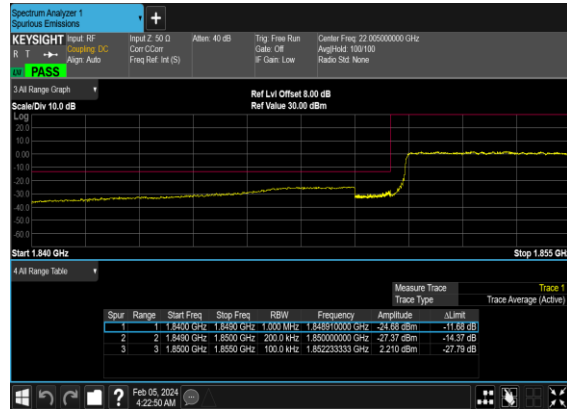 Spectrum Analyzer 1
Spurious Emissions
+
KEYSIGHT Input: RF Input Z: 50 Ω Atten: 40 dB Trig: Free Run Center Freq: 22.005000000 GHz
R T Coupling: DC Corr CCorr Gate: Off Avg|Hold: 100/100
Align: Auto Freq Ref: Int (S) IF Gain: Low Radio Std: None
PASS
3 All Range Graph
Ref Lvl Offset 8.00 dB
Scale/Div 10.0 dB Ref Value 30.00 dBm
Log
20.0
10.0
0.00
-10.0
-20.0
-30.0
-40.0
-50.0
-60.0
Start 1.840 GHz Stop 1.855 GHz
4 All Range Table
Measure Trace Trace 1
Trace Type Trace Average (Active)
Spur Range Start Freq Stop Freq RBW Frequency Amplitude ΔLimit
1 1 1.8400 GHz 1.8490 GHz 1.000 MHz 1.848910000 GHz -24.68 dBm -11.68 dB
2 2 1.8490 GHz 1.8500 GHz 200.0 kHz 1.850000000 GHz -27.37 dBm -14.37 dB
3 3 1.8500 GHz 1.8550 GHz 100.0 kHz 1.852233333 GHz 2.210 dBm -27.79 dB
? Feb 05, 2024
4:22:50 AM